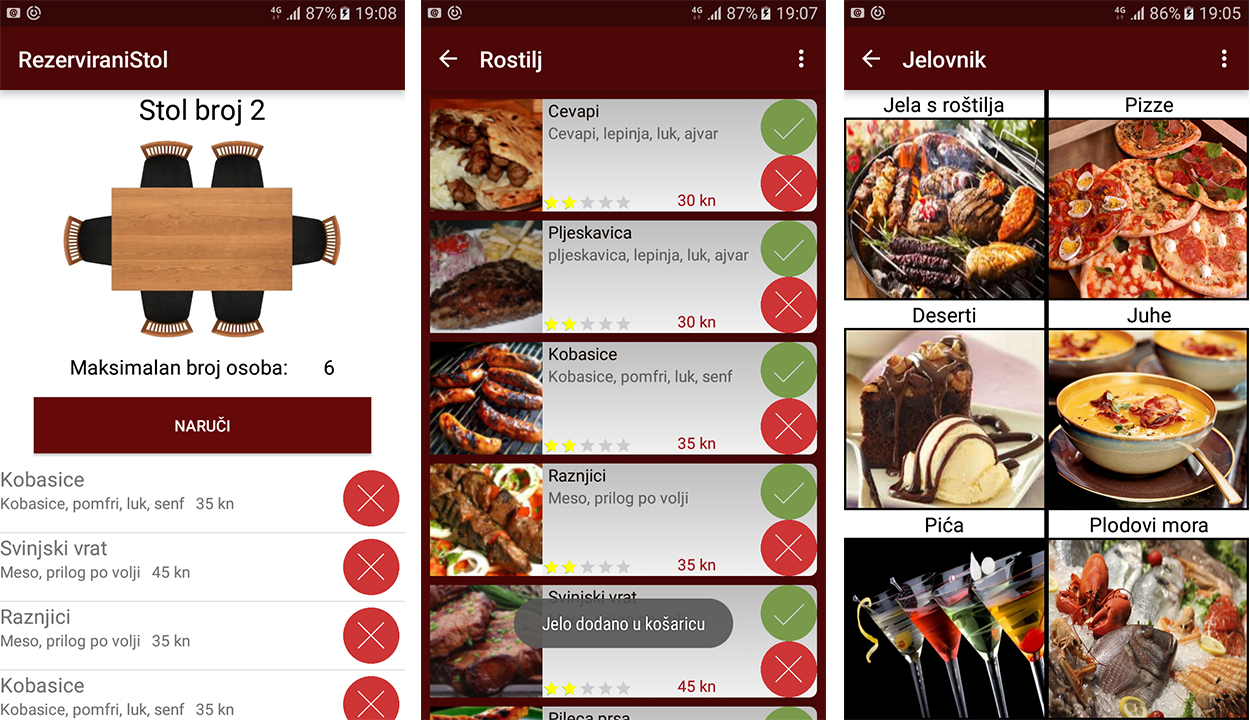 4G 87% 19:08
RezerviraniStol
Stol broj 2
Maksimalan broj osoba: 6
NARUČI
Kobasice
Kobasice, pomfri, luk, senf 35 kn
Svinjski vrat
Meso, prilog po volji 45 kn
Raznjici
Meso, prilog po volji 35 kn
Kobasice
Kobasice, pomfri, luk, senf 35 kn
4G 87% 19:07
Rostilj
Cevapi
Cevapi, lepinja, luk, ajvar
30 kn
Pljeskavica
pljeskavica, lepinja, luk, ajvar
30 kn
Kobasice
Kobasice, pomfri, luk, senf
35 kn
Raznjici
Meso, prilog po volji
35 kn
Svinjski vrat
Jelo dodano u košaricu
45 kn
Pileca prsa
4G 86% 19:05
Jelovnik
Jela s roštilja
Pizze
Deserti
Juhe
Pića
Plodovi mora